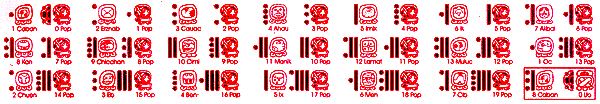 1 Caban 0 Pop 2 Etznab 1 Pop 3 Cauac 2 Pop 4 Ahau 3 Pop 5 Imik 4 Pop 6 Ik 5 Pop 7 Akbal 6 Pop
8 Kan 7 Pop 9 Chicchan 8 Pop 10 Cimi 9 Pop 11 Manik 10 Pop 12 Lamat 11 Pop 13 Muluc 12 Pop 1 Oc 13 Pop
2 Chuen 14 Pop 3 Eb 15 Pop 4 Ben 16 Pop 5 Ix 17 Pop 6 Men 18 Pop 7 Cib 19 Pop 8 Caban 0 Uo